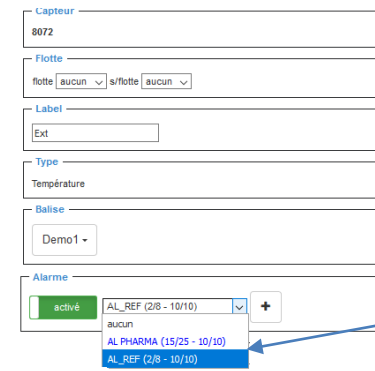 Capteur
8072
Flotte
flotte aucun s/flotte aucun
Label
Ext
Type
Température
Balise
Demo1
Alarme
activé AL_REF (2/8 - 10/10) +
aucun
AL PHARMA (15/25 - 10/10)
AL_REF (2/8 - 10/10)